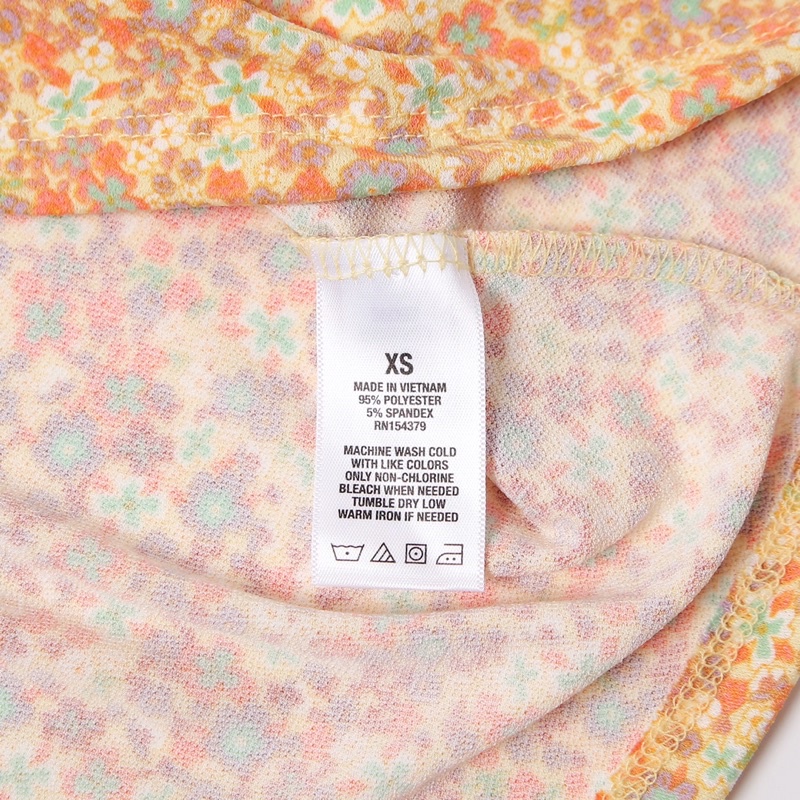 XS
MADE IN VIETNAM
95% POLYESTER
5% SPANDEX
RN154379
MACHINE WASH COLD
WITH LIKE COLORS
ONLY NON-CHLORINE
BLEACH WHEN NEEDED
TUMBLE DRY LOW
WARM IRON IF NEEDED